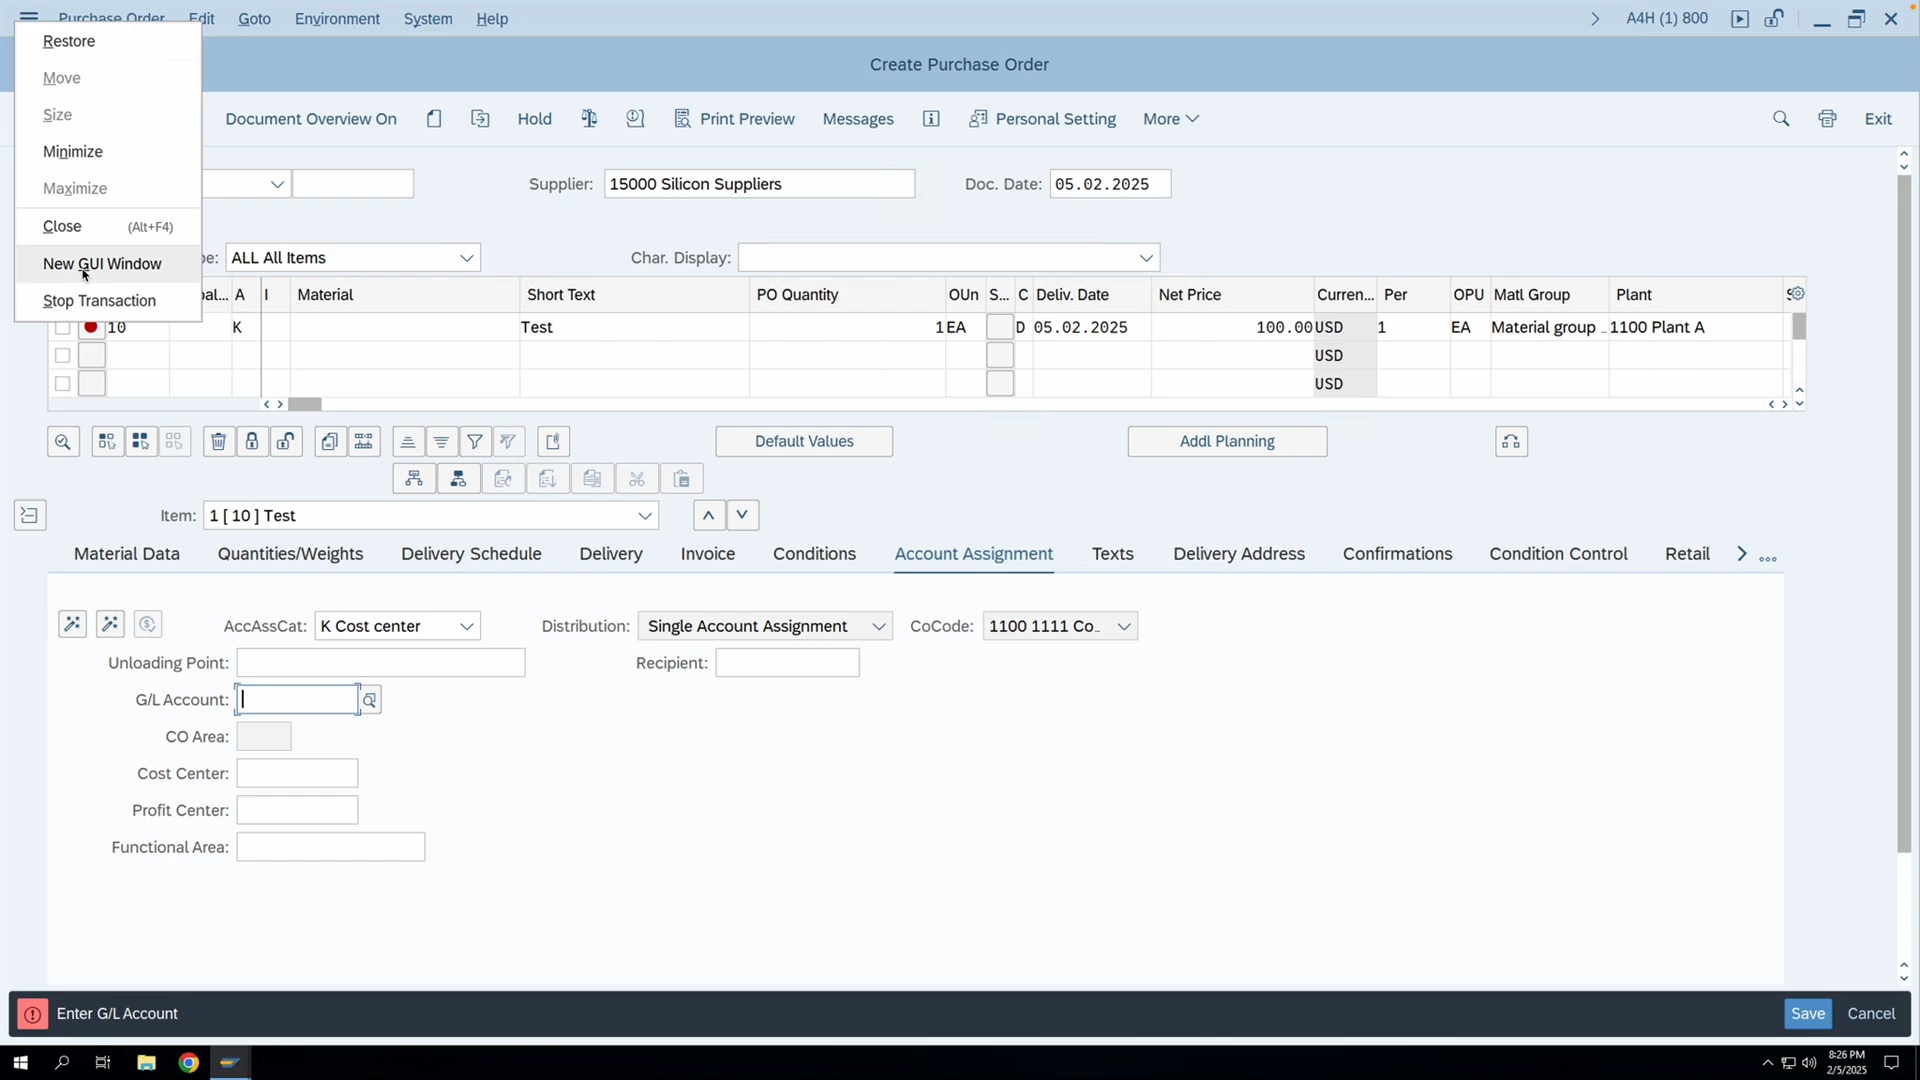 Purchase Order Edit Goto Environment System Help A4H (1) 800
Restore
Move
Size
Minimize
Maximize
Close (Alt+F4)
New GUI Window
Stop Transaction
Create Purchase Order
Document Overview On Hold Print Preview Messages Personal Setting More Exit
Supplier: 15000 Silicon Suppliers Doc. Date: 05.02.2025
ALL All Items Char. Display:
A I Material Short Text PO Quantity OUn S... C Deliv. Date Net Price Curren... Per OPU Matl Group Plant
10 K Test 1 EA D 05.02.2025 100.00 USD 1 EA Material group .. 1100 Plant A
USD
USD
Default Values Addl Planning
Item: 1 [ 10 ] Test
Material Data Quantities/Weights Delivery Schedule Delivery Invoice Conditions Account Assignment Texts Delivery Address Confirmations Condition Control Retail ...
AccAssCat: K Cost center Distribution: Single Account Assignment CoCode: 1100 1111 Co..
Unloading Point: Recipient:
G/L Account:
CO Area:
Cost Center:
Profit Center:
Functional Area:
Enter G/L Account Save Cancel
8:26 PM
2/5/2025